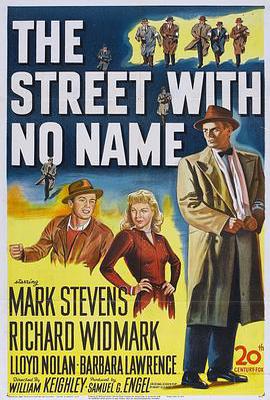 THE
STREET WITH
NO NAME
starring
MARK STEVENS
RICHARD WIDMARK
LLOYD NOLAN · BARBARA LAWRENCE
Directed By
WILLIAM KEIGHLEY
Produced by
SAMUEL G. ENGEL
20th
CENTURY-FOX